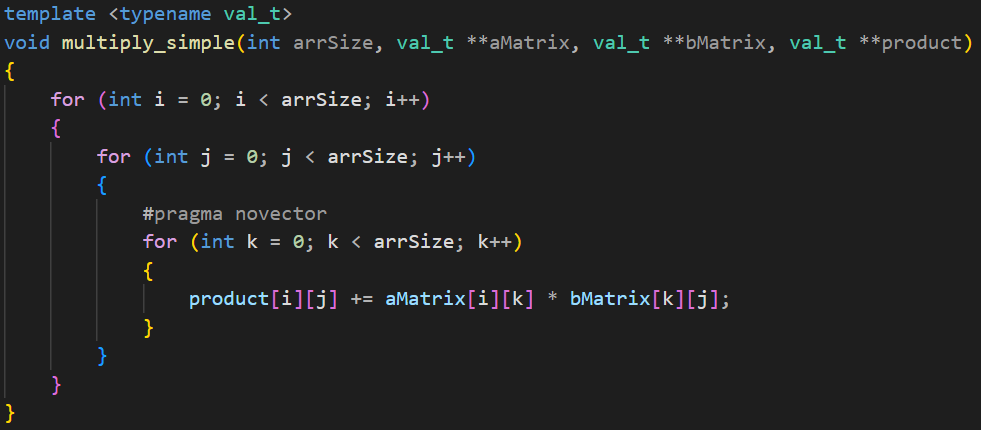 template <typename val_t>
void multiply_simple(int arrSize, val_t **aMatrix, val_t **bMatrix, val_t **product)
{
    for (int i = 0; i < arrSize; i++)
    {
        for (int j = 0; j < arrSize; j++)
        {
            #pragma novector
            for (int k = 0; k < arrSize; k++)
            {
                product[i][j] += aMatrix[i][k] * bMatrix[k][j];
            }
        }
    }
}